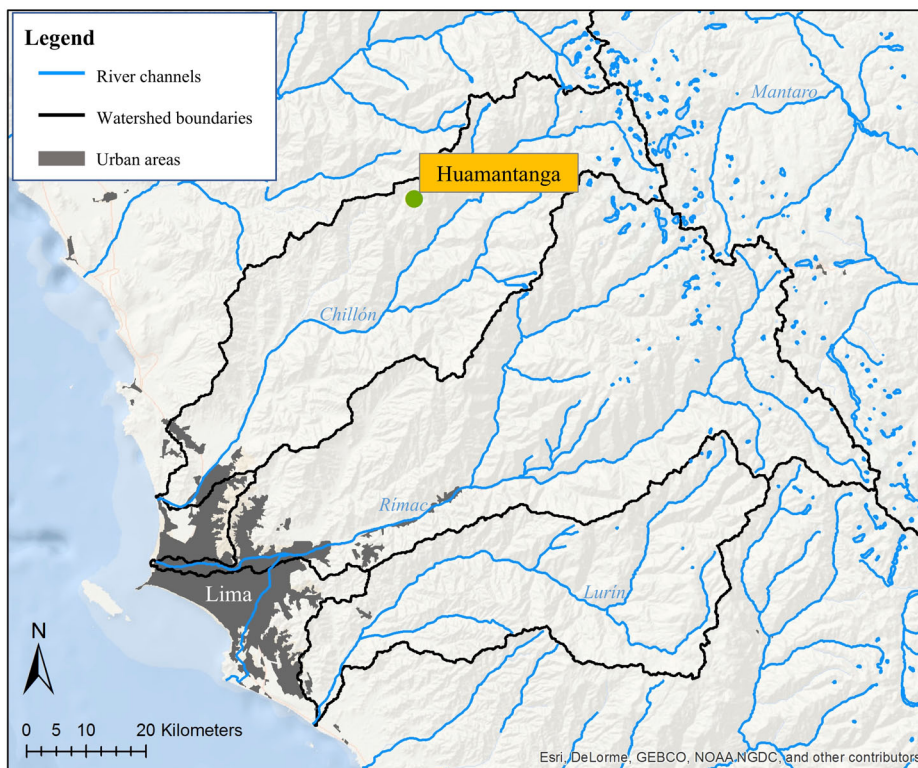 Legend
River channels
Watershed boundaries
Urban areas
Mantaro
Huamantanga
Chillón
Rímac
Lurín
Lima
N
0 5 10 20 Kilometers
Esri, DeLorme, GEBCO, NOAA NGDC, and other contributors